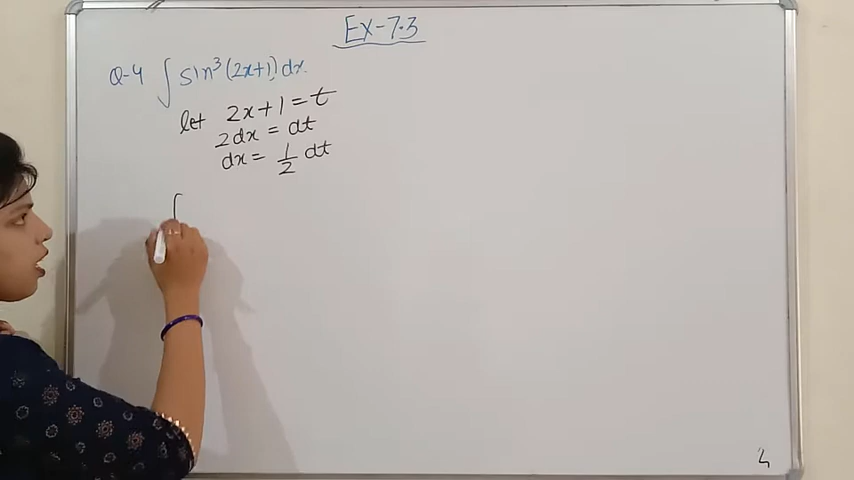 Ex-7.3
Q-4 ∫ sin³(2x+1) dx.
let 2x+1 = t
2dx = dt
dx = 1/2 dt
∫
4